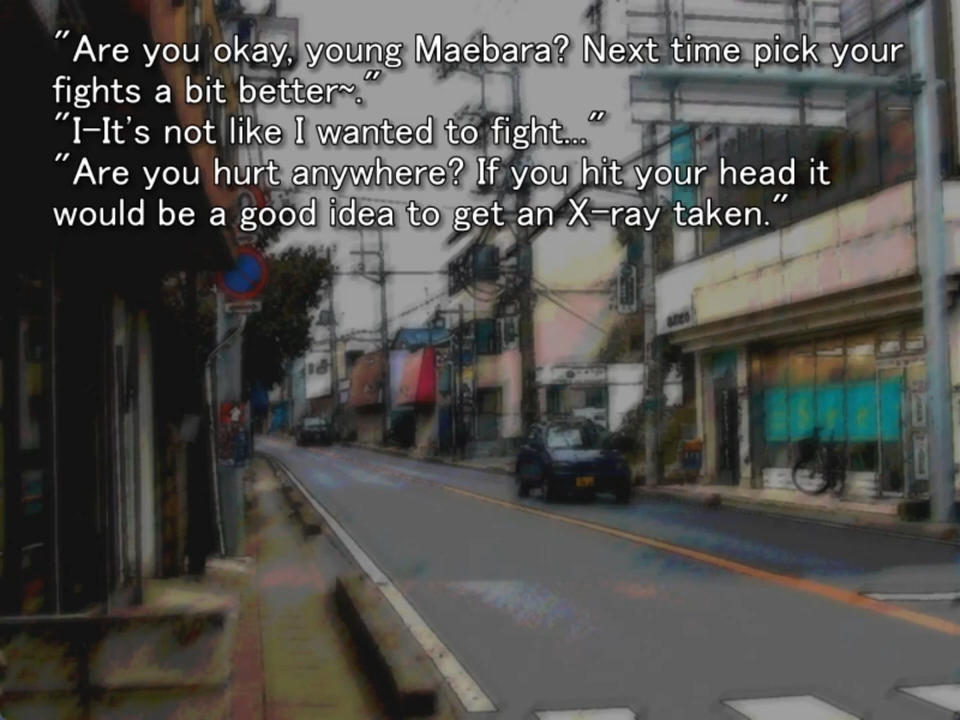 "Are you okay, young Maebara? Next time pick your
fights a bit better~."
"I-It's not like I wanted to fight..."
"Are you hurt anywhere? If you hit your head it
would be a good idea to get an X-ray taken."